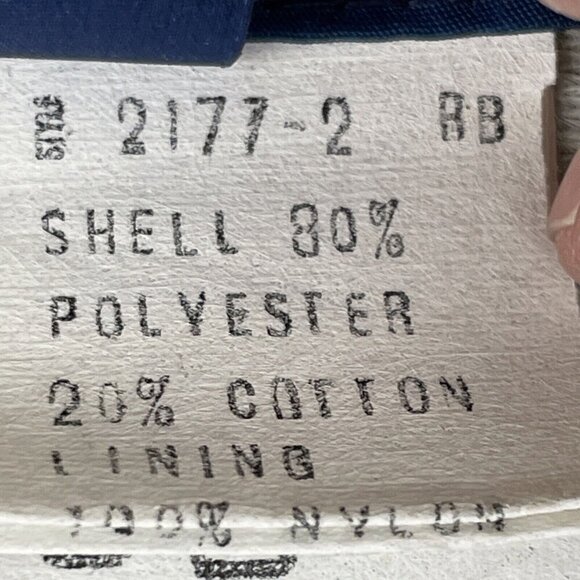 2177-2 RB
SHELL 80%
POLYESTER
20% COTTON
LINING
100% NYLON